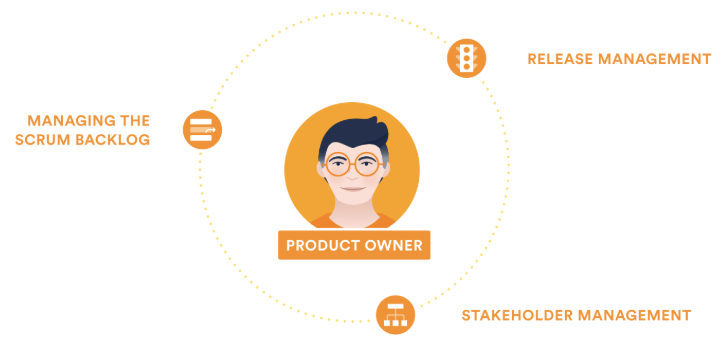 RELEASE MANAGEMENT
MANAGING THE
SCRUM BACKLOG
PRODUCT OWNER
STAKEHOLDER MANAGEMENT